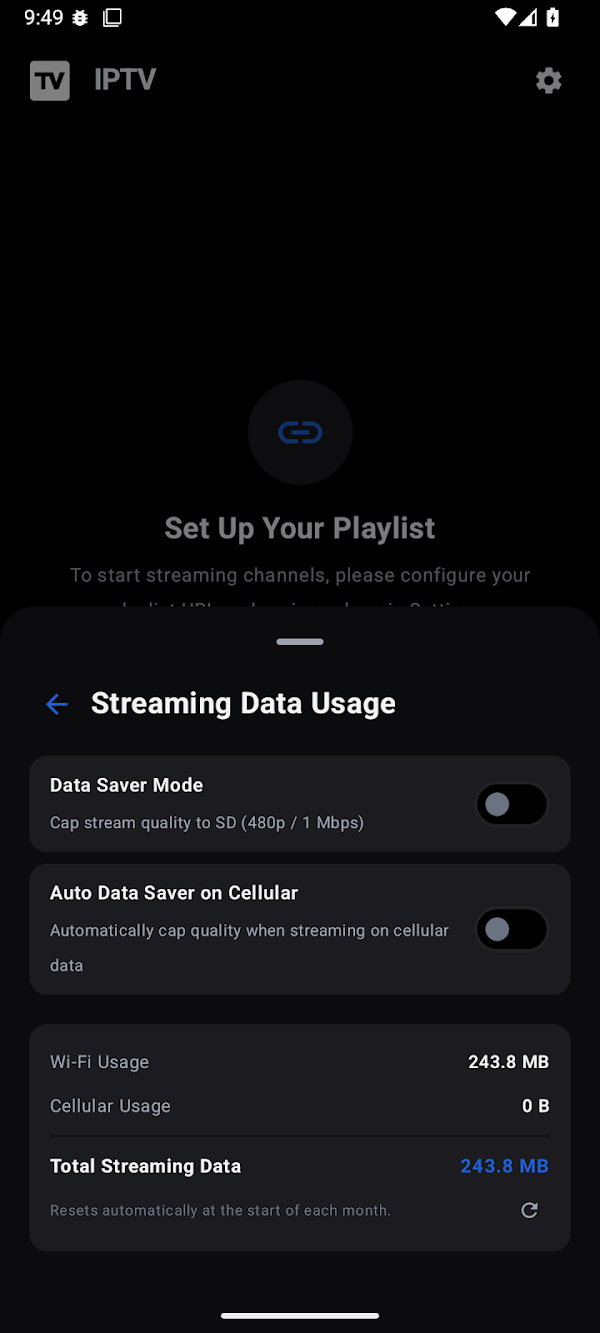 9:49
TV IPTV
Set Up Your Playlist
To start streaming channels, please configure your
Streaming Data Usage
Data Saver Mode
Cap stream quality to SD (480p / 1 Mbps)
Auto Data Saver on Cellular
Automatically cap quality when streaming on cellular
data
Wi-Fi Usage 243.8 MB
Cellular Usage 0 B
Total Streaming Data 243.8 MB
Resets automatically at the start of each month.